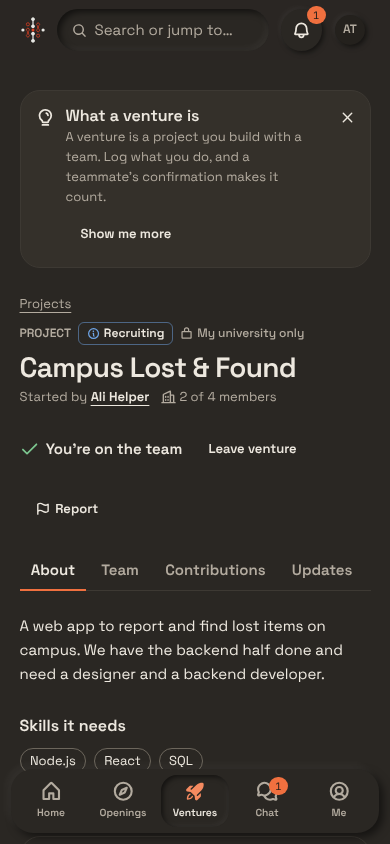 Search or jump to...
1
AT
What a venture is
A venture is a project you build with a
team. Log what you do, and a
teammate's confirmation makes it
count.
Show me more
Projects
PROJECT Recruiting My university only
Campus Lost & Found
Started by Ali Helper 2 of 4 members
You're on the team Leave venture
Report
About Team Contributions Updates
A web app to report and find lost items on
campus. We have the backend half done and
need a designer and a backend developer.
Skills it needs
Node.js React SQL
1
Home Openings Ventures Chat Me